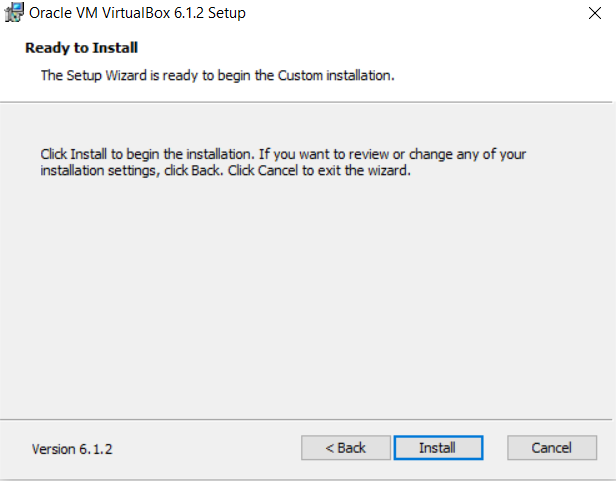 Oracle VM VirtualBox 6.1.2 Setup
Ready to Install
The Setup Wizard is ready to begin the Custom installation.
Click Install to begin the installation. If you want to review or change any of your
installation settings, click Back. Click Cancel to exit the wizard.
Version 6.1.2
< Back
Install
Cancel